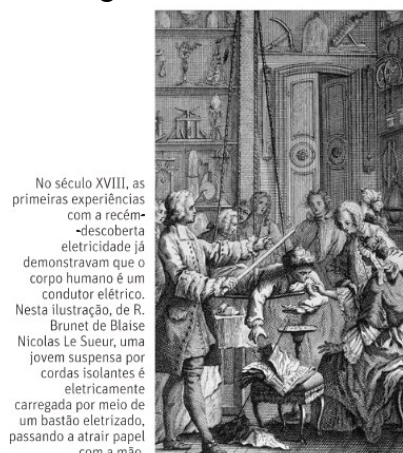 No século XVIII, as
primeiras experiências
com a recém-
-descoberta
eletricidade já
demonstravam que o
corpo humano é um
condutor elétrico.
Nesta ilustração, de R.
Brunet de Blaise
Nicolas Le Sueur, uma
jovem suspensa por
cordas isolantes é
eletricamente
carregada por meio de
um bastão eletrizado,
passando a atrair papel
com a mão.